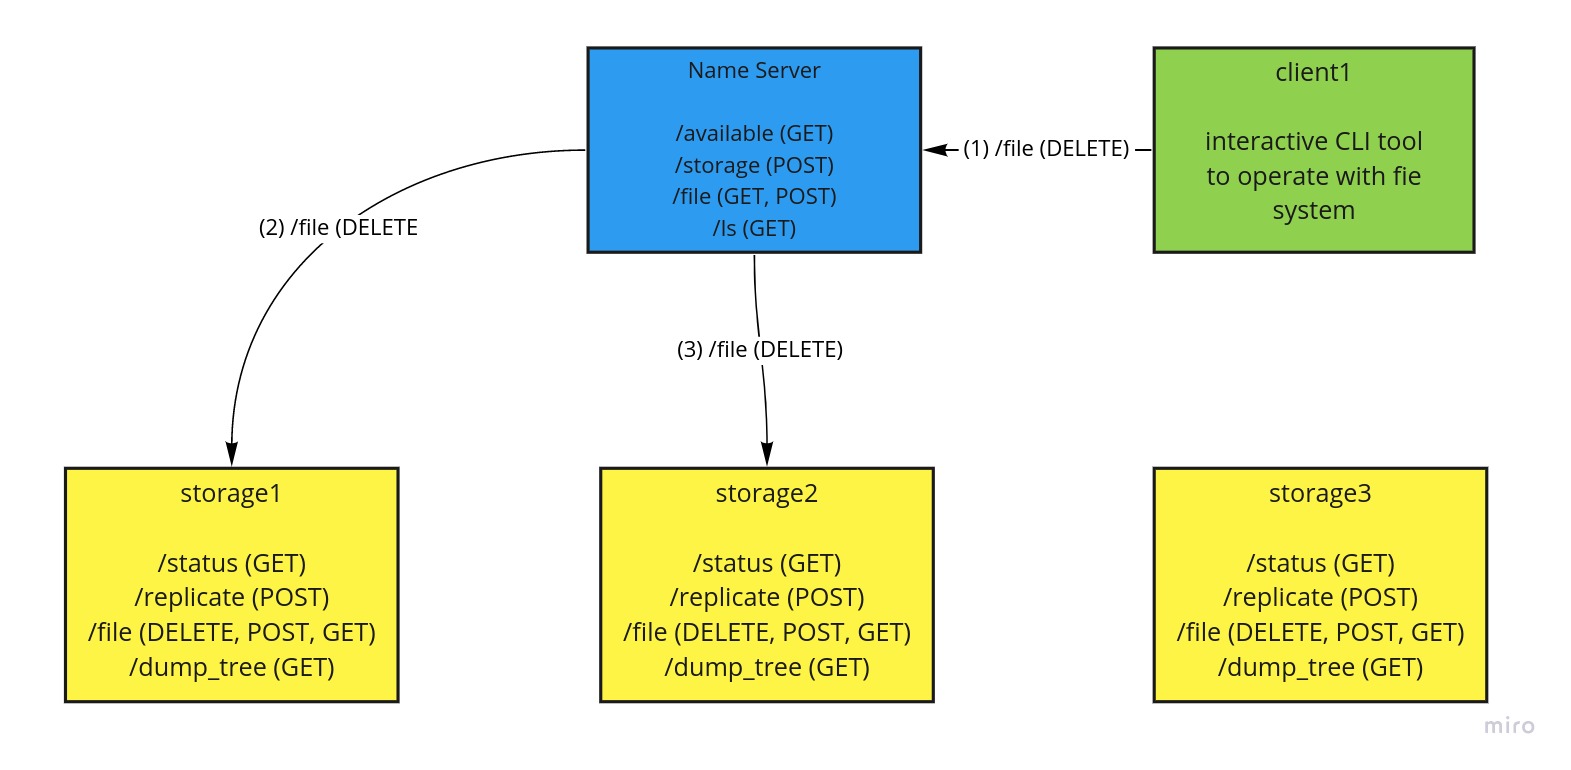 Name Server
/available (GET)
/storage (POST)
/file (GET, POST)
/ls (GET)
client1
interactive CLI tool
to operate with fie
system
(1) /file (DELETE)
(2) /file (DELETE
(3) /file (DELETE)
storage1
/status (GET)
/replicate (POST)
/file (DELETE, POST, GET)
/dump_tree (GET)
storage2
/status (GET)
/replicate (POST)
/file (DELETE, POST, GET)
/dump_tree (GET)
storage3
/status (GET)
/replicate (POST)
/file (DELETE, POST, GET)
/dump_tree (GET)
miro